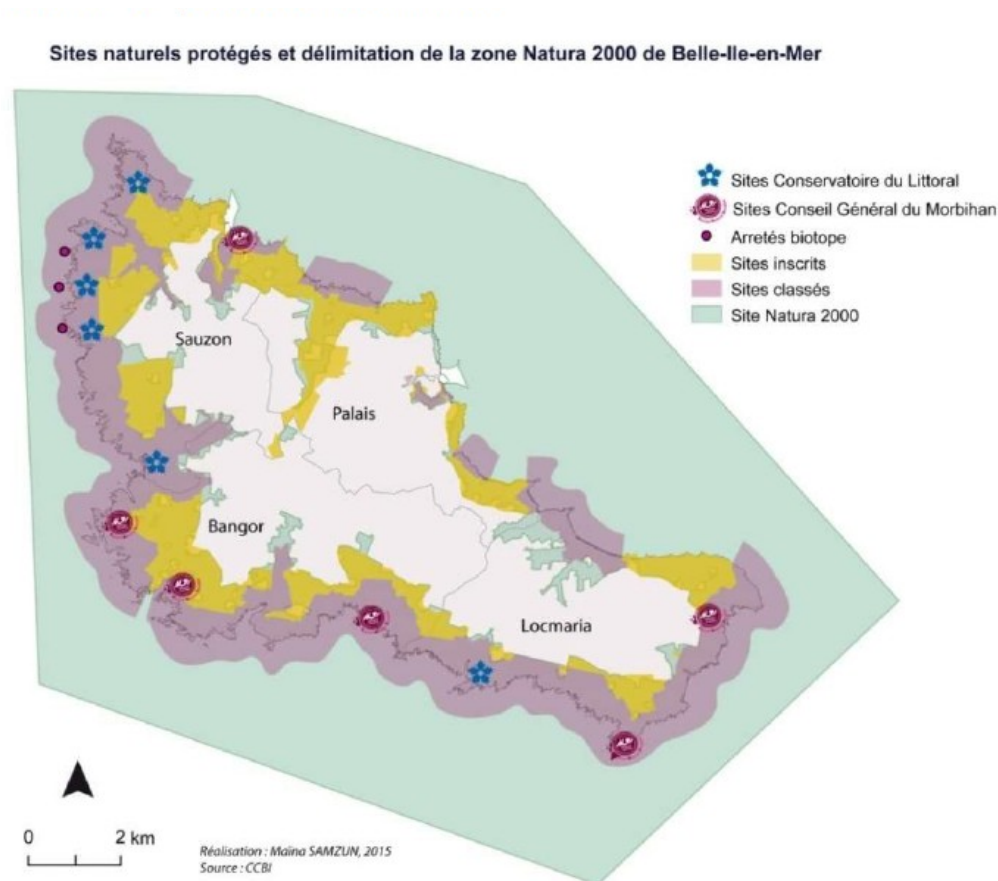 Sites naturels protégés et délimitation de la zone Natura 2000 de Belle-Ile-en-Mer
Sites Conservatoire du Littoral
Sites Conseil Général du Morbihan
Arretés biotope
Sites inscrits
Sites classés
Site Natura 2000
Sauzon
Palais
Bangor
Locmaria
0 2 km
Réalisation : Maïna SAMZUN, 2015
Source : CCBI